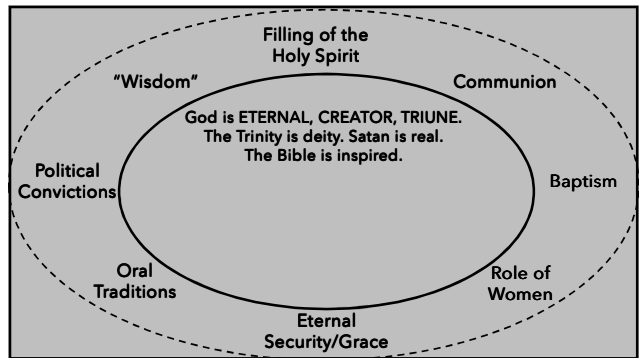 Filling of the
Holy Spirit
“Wisdom”
Communion
God is ETERNAL, CREATOR, TRIUNE.
The Trinity is deity. Satan is real.
The Bible is inspired.
Political
Convictions
Baptism
Oral
Traditions
Role of
Women
Eternal
Security/Grace